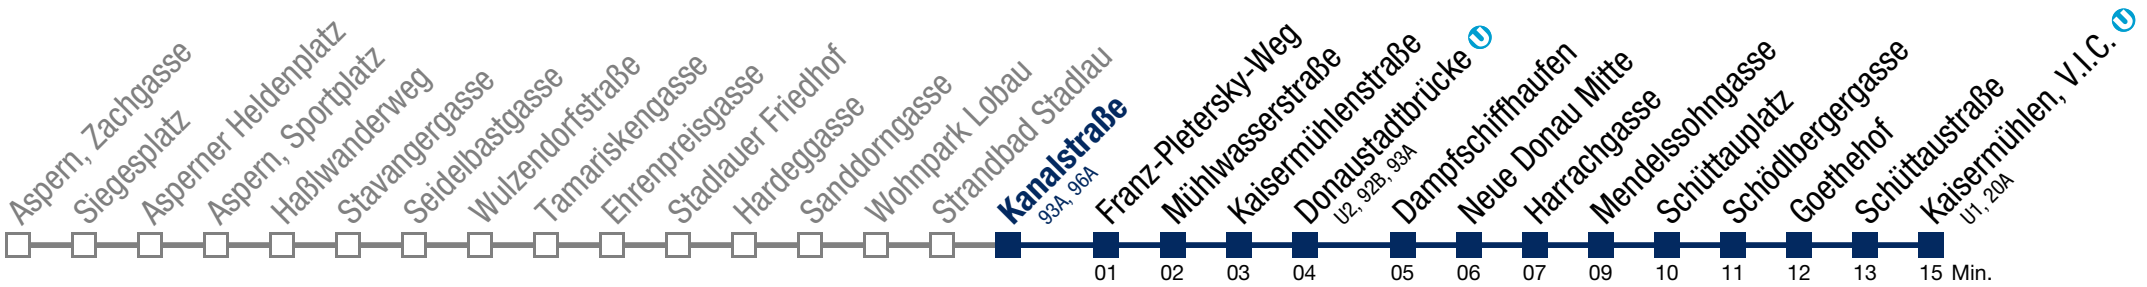 Aspern, Zachgasse
Siegesplatz
Asperner Heldenplatz
Aspern, Sportplatz
Haßlwanderweg
Stavangergasse
Seidelbastgasse
Wulzendorfstraße
Tamariskengasse
Ehrenpreisgasse
Stadlauer Friedhof
Hardeggasse
Sanddorngasse
Wohnpark Lobau
Strandbad Stadlau
Kanalstraße
93A, 96A
Franz-Pletersky-Weg
Mühlwasserstraße
Kaisermühlenstraße
Donaustadtbrücke U
U2, 92B, 93A
Dampfschiffhaufen
Neue Donau Mitte
Harrachgasse
Mendelssohngasse
Schüttauplatz
Schödlbergergasse
Goethehof
Schüttaustraße
Kaisermühlen, V.I.C. U
U1, 20A
01 02 03 04 05 06 07 09 10 11 12 13 15 Min.